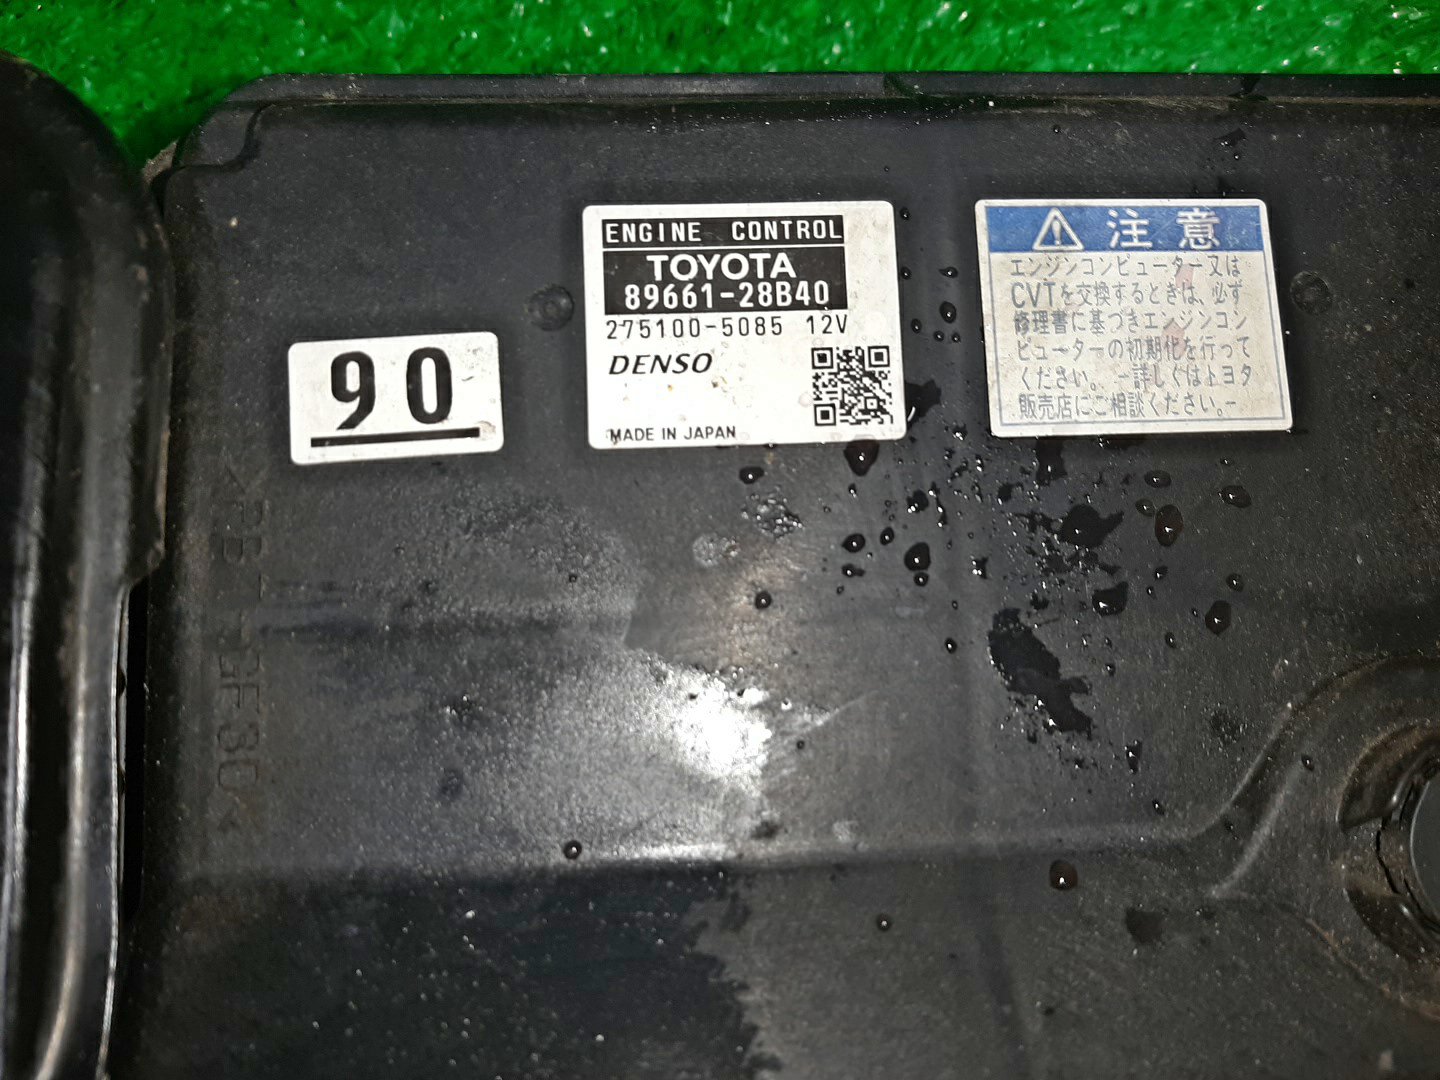 90
ENGINE CONTROL
TOYOTA
89661-28B40
275100-5085 12V
DENSO
MADE IN JAPAN
注意
エンジンコンピューター又は
CVTを交換するときは、必ず
修理書に基づきエンジンコン
ピューターの初期化を行って
ください。 -詳しくはトヨタ
販売店にご相談ください。-
>PBT-GF30<